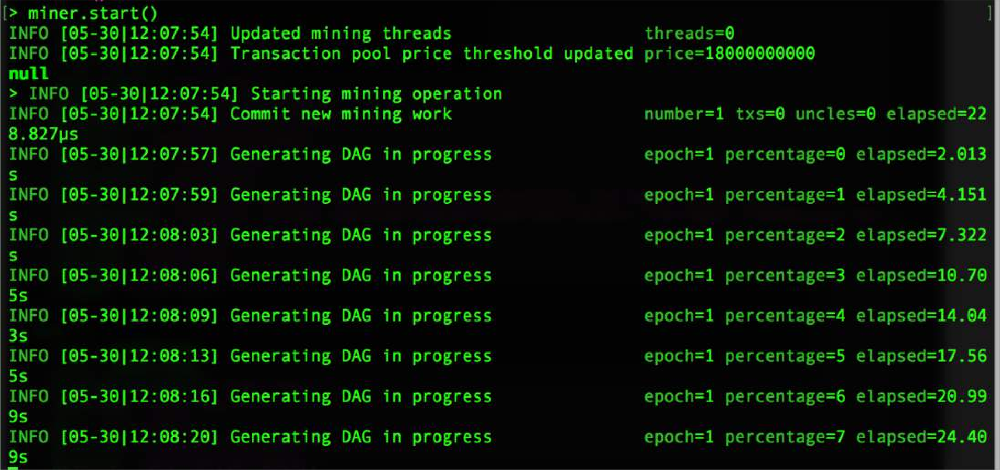 [> miner.start() ]
INFO [05-30|12:07:54] Updated mining threads threads=0
INFO [05-30|12:07:54] Transaction pool price threshold updated price=18000000000
null
> INFO [05-30|12:07:54] Starting mining operation
INFO [05-30|12:07:54] Commit new mining work number=1 txs=0 uncles=0 elapsed=22
8.827µs
INFO [05-30|12:07:57] Generating DAG in progress epoch=1 percentage=0 elapsed=2.013
s
INFO [05-30|12:07:59] Generating DAG in progress epoch=1 percentage=1 elapsed=4.151
s
INFO [05-30|12:08:03] Generating DAG in progress epoch=1 percentage=2 elapsed=7.322
s
INFO [05-30|12:08:06] Generating DAG in progress epoch=1 percentage=3 elapsed=10.70
5s
INFO [05-30|12:08:09] Generating DAG in progress epoch=1 percentage=4 elapsed=14.04
3s
INFO [05-30|12:08:13] Generating DAG in progress epoch=1 percentage=5 elapsed=17.56
5s
INFO [05-30|12:08:16] Generating DAG in progress epoch=1 percentage=6 elapsed=20.99
9s
INFO [05-30|12:08:20] Generating DAG in progress epoch=1 percentage=7 elapsed=24.40
9s